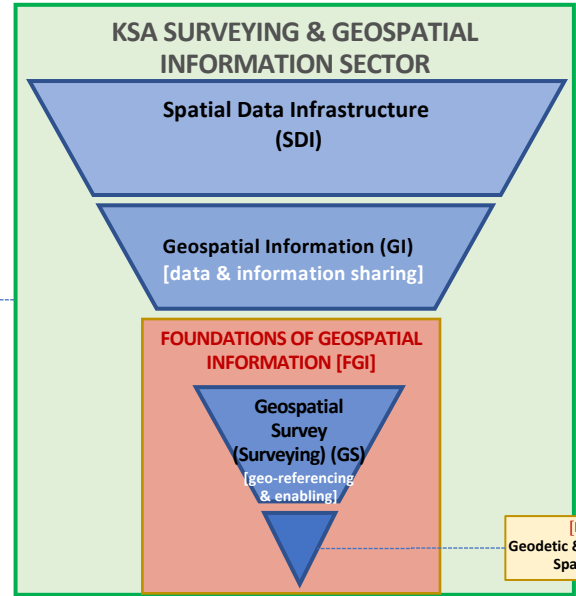 KSA SURVEYING & GEOSPATIAL
INFORMATION SECTOR
Spatial Data Infrastructure
(SDI)
Geospatial Information (GI)
[data & information sharing]
FOUNDATIONS OF GEOSPATIAL
INFORMATION [FGI]
Geospatial
Survey
(Surveying) (GS)
[geo-referencing
& enabling]
Geodetic &